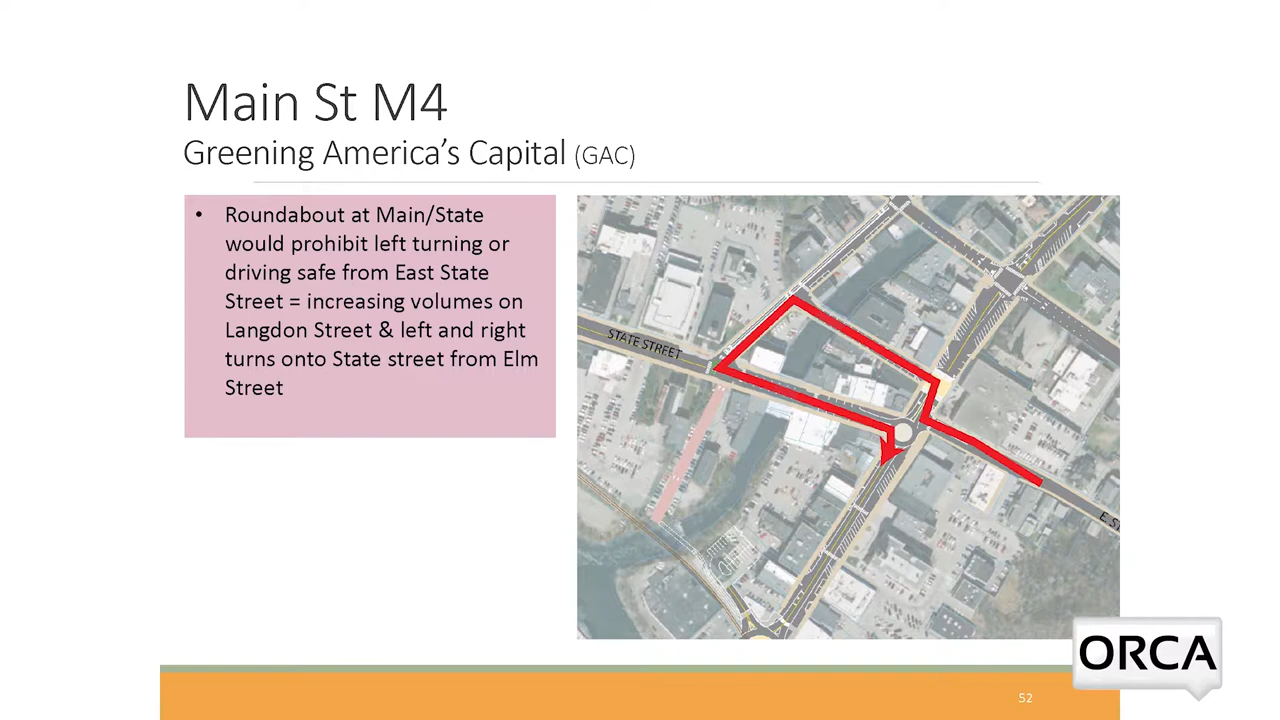 Main St M4
Greening America's Capital (GAC)
• Roundabout at Main/State
would prohibit left turning or
driving safe from East State
Street = increasing volumes on
Langdon Street & left and right
turns onto State street from Elm
Street
STATE STREET
E. ST
ORCA
52